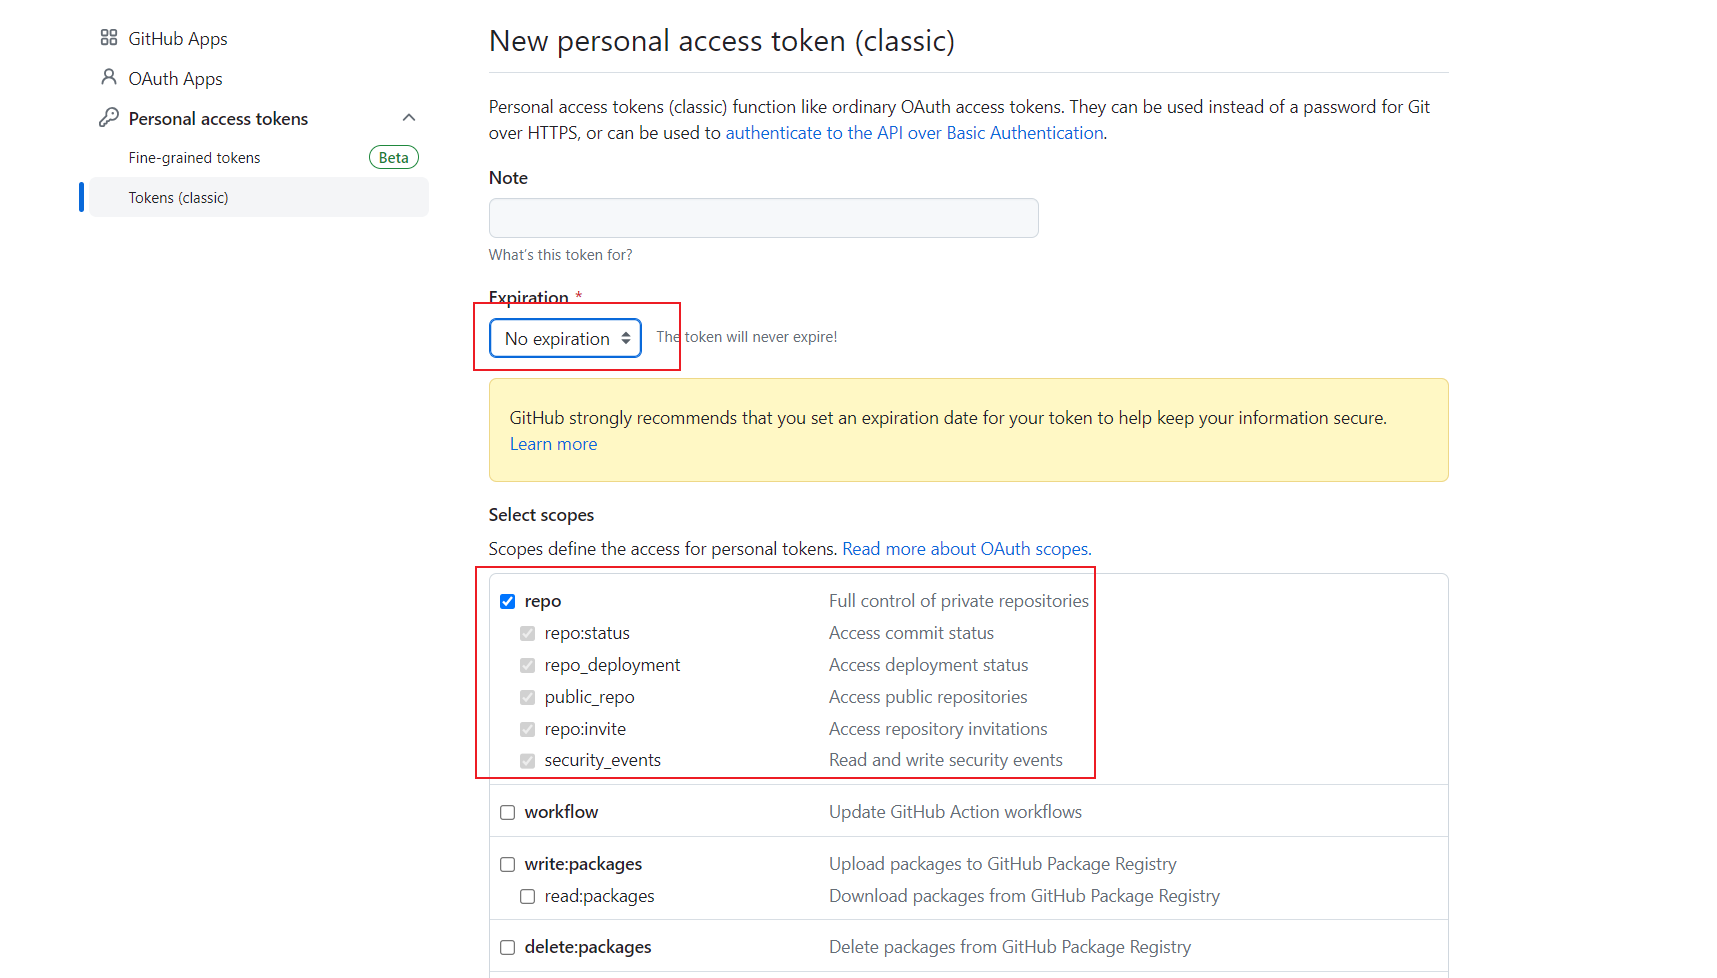 GitHub Apps
OAuth Apps
Personal access tokens
Fine-grained tokens Beta
Tokens (classic)
New personal access token (classic)
Personal access tokens (classic) function like ordinary OAuth access tokens. They can be used instead of a password for Git
over HTTPS, or can be used to authenticate to the API over Basic Authentication.
Note
What's this token for?
Expiration *
No expiration The token will never expire!
GitHub strongly recommends that you set an expiration date for your token to help keep your information secure.
Learn more
Select scopes
Scopes define the access for personal tokens. Read more about OAuth scopes.
repo Full control of private repositories
repo:status Access commit status
repo_deployment Access deployment status
public_repo Access public repositories
repo:invite Access repository invitations
security_events Read and write security events
workflow Update GitHub Action workflows
write:packages Upload packages to GitHub Package Registry
read:packages Download packages from GitHub Package Registry
delete:packages Delete packages from GitHub Package Registry